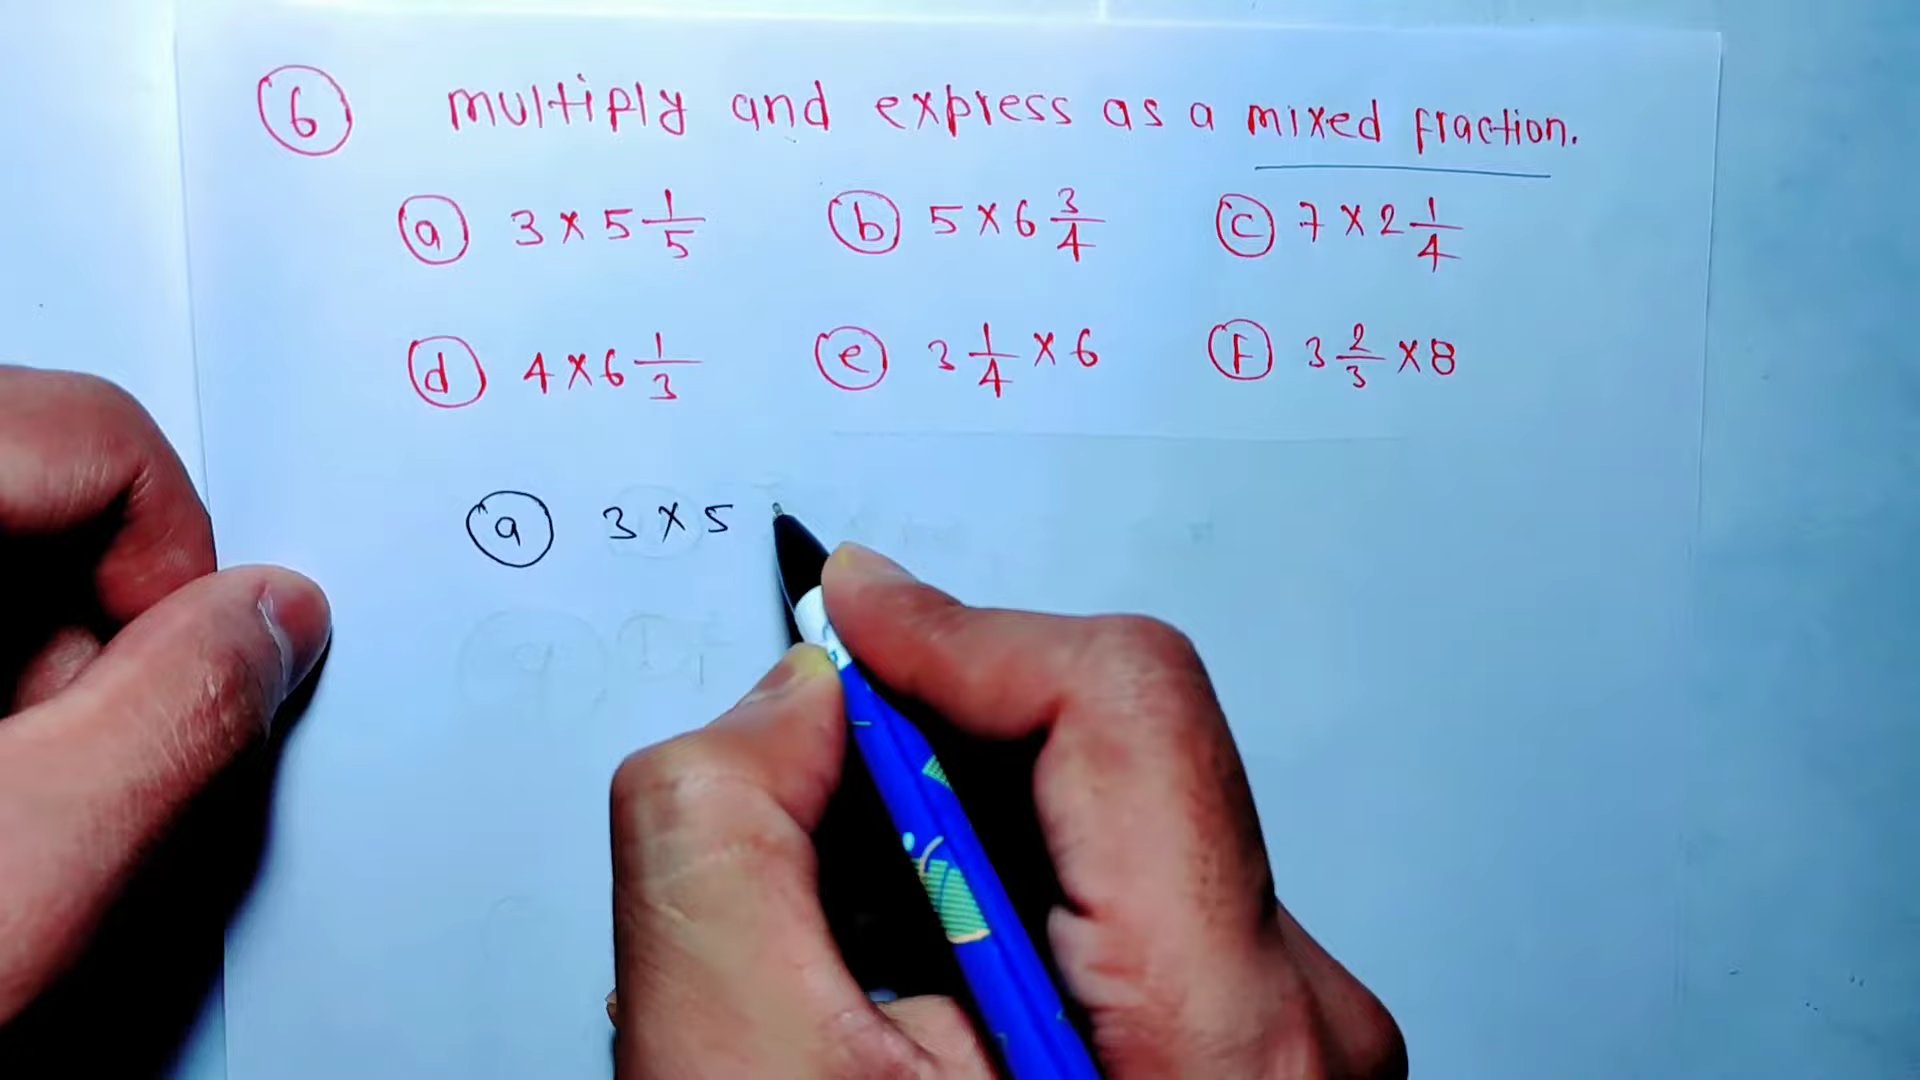 6 multiply and express as a mixed fraction.
a 3 × 5 1/5 b 5 × 6 3/4 c 7 × 2 1/4
d 4 × 6 1/3 e 3 1/4 × 6 f 3 2/3 × 8
a 3 × 5